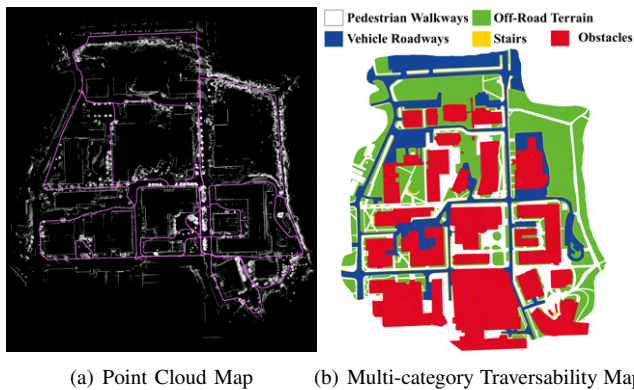 Pedestrian Walkways Off-Road Terrain
Vehicle Roadways Stairs Obstacles
(a) Point Cloud Map (b) Multi-category Traversability Map